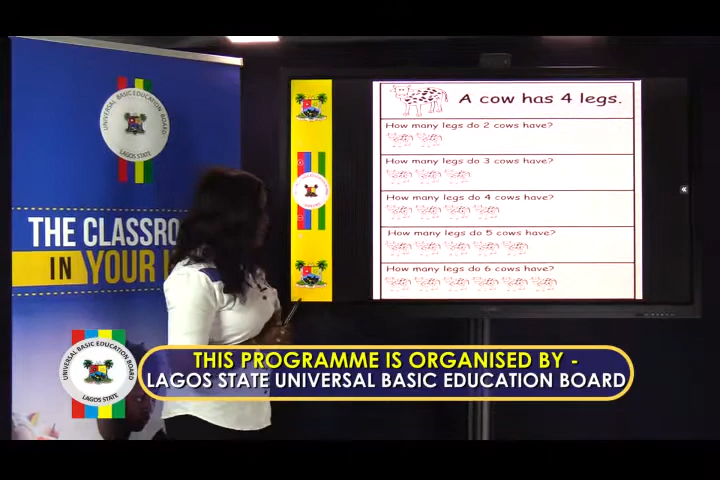 UNIVERSAL BASIC EDUCATION BOARD
LAGOS STATE
THE CLASSRO
IN YOUR
A cow has 4 legs.
How many legs do 2 cows have?
How many legs do 3 cows have?
How many legs do 4 cows have?
How many legs do 5 cows have?
How many legs do 6 cows have?
UNIVERSAL BASIC EDUCATION BOARD
LAGOS STATE
THIS PROGRAMME IS ORGANISED BY -
LAGOS STATE UNIVERSAL BASIC EDUCATION BOARD